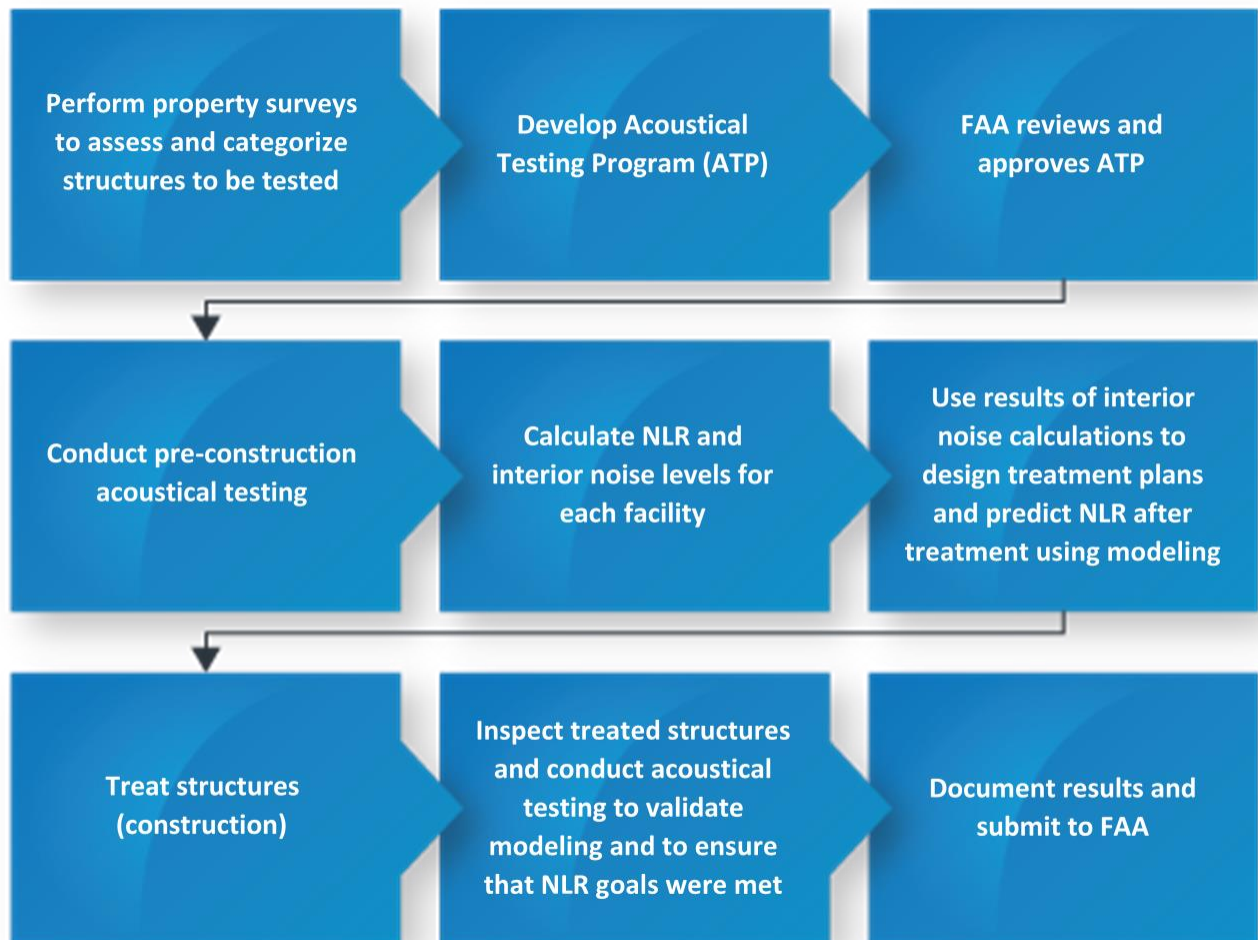 Perform property surveys
to assess and categorize
structures to be tested
Develop Acoustical
Testing Program (ATP)
FAA reviews and
approves ATP
Conduct pre-construction
acoustical testing
Calculate NLR and
interior noise levels for
each facility
Use results of interior
noise calculations to
design treatment plans
and predict NLR after
treatment using modeling
Treat structures
(construction)
Inspect treated structures
and conduct acoustical
testing to validate
modeling and to ensure
that NLR goals were met
Document results and
submit to FAA